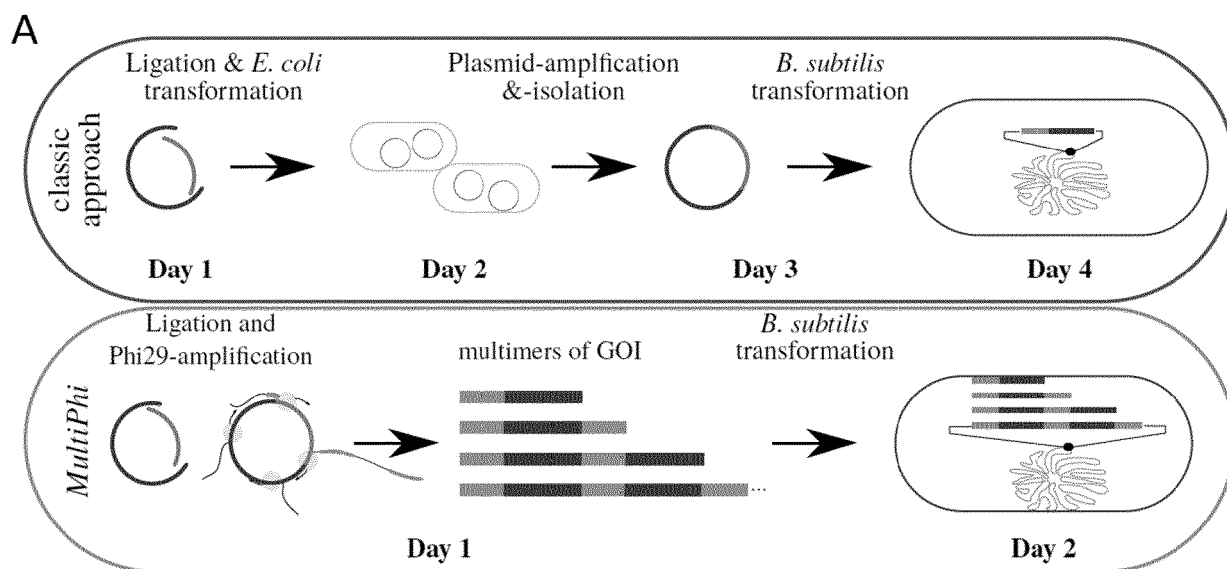 A
classic
approach
Ligation & E. coli
transformation
Plasmid-amplfication
&-isolation
B. subtilis
transformation
Day 1
Day 2
Day 3
Day 4
MultiPhi
Ligation and
Phi29-amplification
multimers of GOI
B. subtilis
transformation
...
Day 1
Day 2